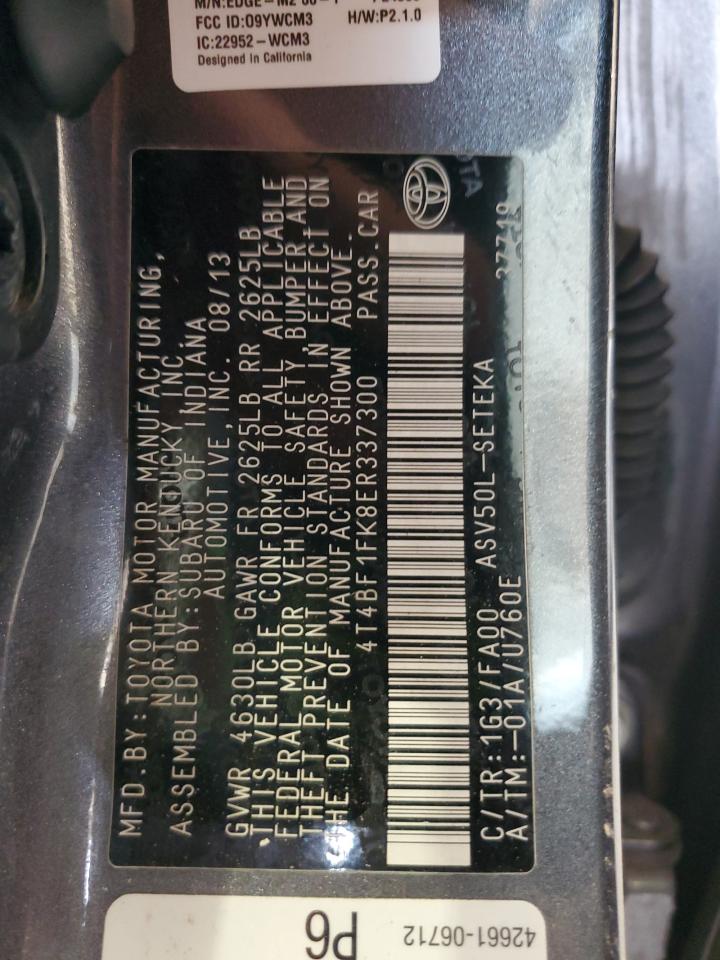 M/N:EDGE-M2
FCC ID:O9YWCM3 H/W:P2.1.0
IC:22952-WCM3
Designed in California
MFD.BY:TOYOTA MOTOR MANUFACTURING,
NORTHERN KENTUCKY INC.
ASSEMBLED BY:SUBARU OF INDIANA
AUTOMOTIVE,INC. 08/13
GVWR 4630LB GAWR FR 2625LB RR 2625LB
THIS VEHICLE CONFORMS TO ALL APPLICABLE
FEDERAL MOTOR VEHICLE SAFETY, BUMPER AND
THEFT PREVENTION STANDARDS IN EFFECT ON
THE DATE OF MANUFACTURE SHOWN ABOVE.
4T4BF1FK8ER337300 PASS.CAR
C/TR:1G3/FA00 ASV50L-SETEKA 37719
A/TM:-01A/U760E
P6 42661-06712